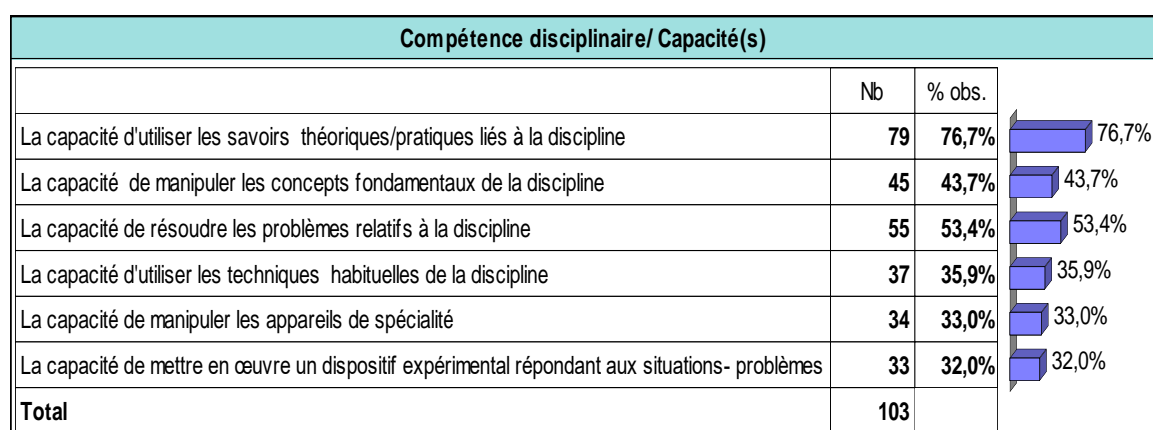 Compétence disciplinaire/ Capacité(s)
Nb % obs.
La capacité d'utiliser les savoirs théoriques/pratiques liés à la discipline 79 76,7% 76,7%
La capacité de manipuler les concepts fondamentaux de la discipline 45 43,7% 43,7%
La capacité de résoudre les problèmes relatifs à la discipline 55 53,4% 53,4%
La capacité d'utiliser les techniques habituelles de la discipline 37 35,9% 35,9%
La capacité de manipuler les appareils de spécialité 34 33,0% 33,0%
La capacité de mettre en œuvre un dispositif expérimental répondant aux situations- problèmes 33 32,0% 32,0%
Total 103